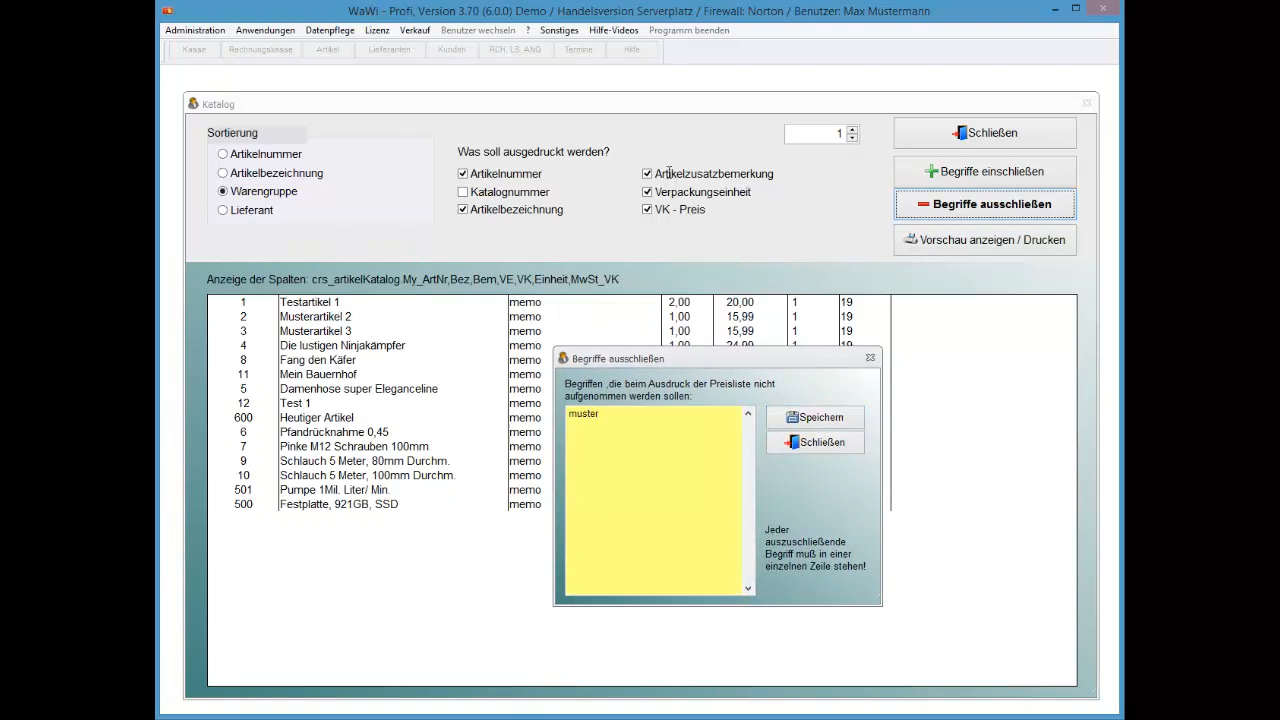 WaWi - Profi, Version 3.70 (6.0.0) Demo / Handelsversion Serverplatz / Firewall: Norton / Benutzer: Max Mustermann
Administration Anwendungen Datenpflege Lizenz Verkauf Benutzer wechseln ? Sonstiges Hilfe-Videos Programm beenden
Kasse Rechnungskasse Artikel Lieferanten Kunden RCH, LS, ANG Termine Hilfe
Katalog
Sortierung
Artikelnummer
Artikelbezeichnung
Warengruppe
Lieferant
Was soll ausgedruckt werden?
Artikelnummer
Katalognummer
Artikelbezeichnung
Artikelzusatzbemerkung
Verpackungseinheit
VK - Preis
1
Schließen
Begriffe einschließen
Begriffe ausschließen
Vorschau anzeigen / Drucken
Anzeige der Spalten: crs_artikelKatalog.My_ArtNr,Bez,Bem,VE,VK,Einheit,MwSt_VK
1 Testartikel 1 memo 2,00 20,00 1 19
2 Musterartikel 2 memo 1,00 15,99 1 19
3 Musterartikel 3 memo 1,00 15,99 1 19
4 Die lustigen Ninjakämpfer memo 1,00 24,99 1 19
8 Fang den Käfer memo
11 Mein Bauernhof memo
5 Damenhose super Eleganceline memo
12 Test 1 memo
600 Heutiger Artikel memo
6 Pfandrücknahme 0,45 memo
7 Pinke M12 Schrauben 100mm memo
9 Schlauch 5 Meter, 80mm Durchm. memo
10 Schlauch 5 Meter, 100mm Durchm. memo
501 Pumpe 1Mil. Liter/ Min. memo
500 Festplatte, 921GB, SSD memo
Begriffe ausschließen
Begriffen ,die beim Ausdruck der Preisliste nicht
aufgenommen werden sollen:
muster
Speichern
Schließen
Jeder
auszuschließende
Begriff muß in einer
einzelnen Zeile stehen!